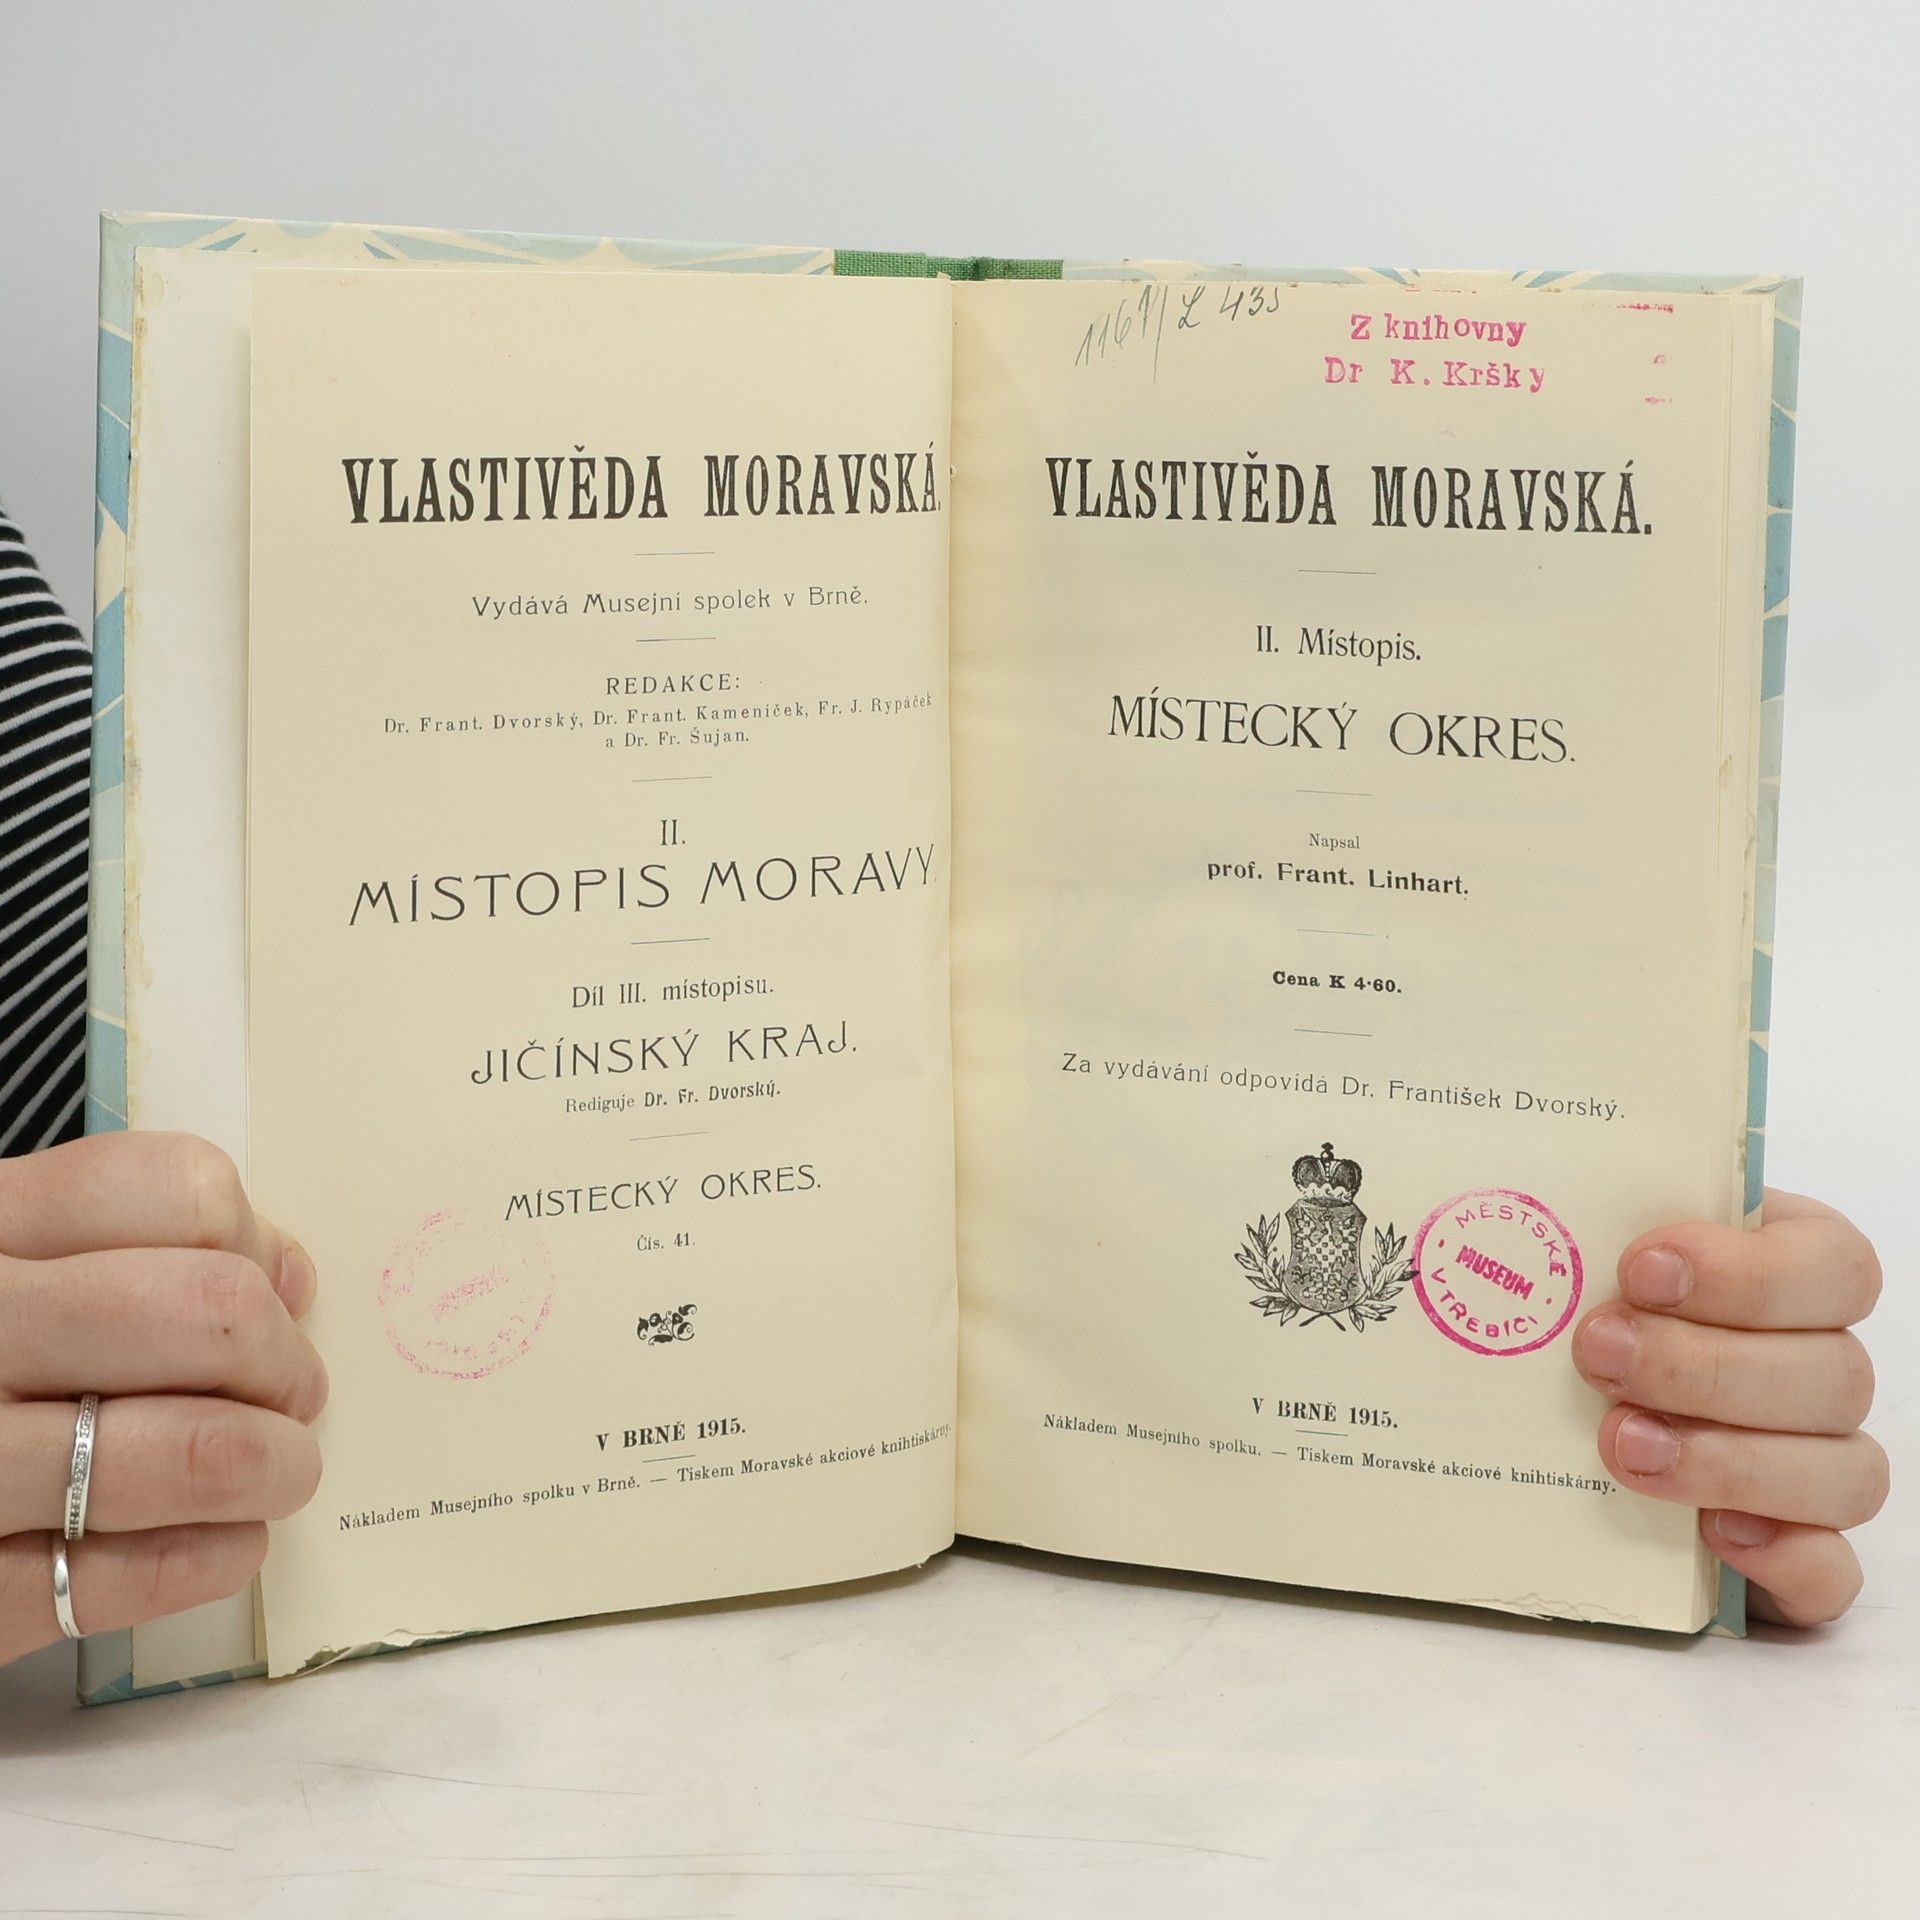 VLASTIVĚDA MORAVSKÁ.
Vydává Musejní spolek v Brně.
REDAKCE:
Dr. Frant. Dvorský, Dr. Frant. Kameníček, Fr. J. Rypáček
a Dr. Fr. Šujan.
II.
MÍSTOPIS MORAVY.
Díl III. místopisu.
JIČÍNSKÝ KRAJ.
Rediguje Dr. Fr. Dvorský.
MÍSTECKÝ OKRES.
Čís. 41.
V BRNĚ 1915.
Nákladem Musejního spolku v Brně. — Tiskem Moravské akciové knihtiskárny.
Z knihovny
Dr K. Kršky
VLASTIVĚDA MORAVSKÁ.
II. Místopis.
MÍSTECKÝ OKRES.
Napsal
prof. Frant. Linhart.
Cena K 4·60.
Za vydávání odpovídá Dr. František Dvorský.
MĚSTSKÉ
MUSEUM
V TŘEBÍČI
V BRNĚ 1915.
Nákladem Musejního spolku. — Tiskem Moravské akciové knihtiskárny.